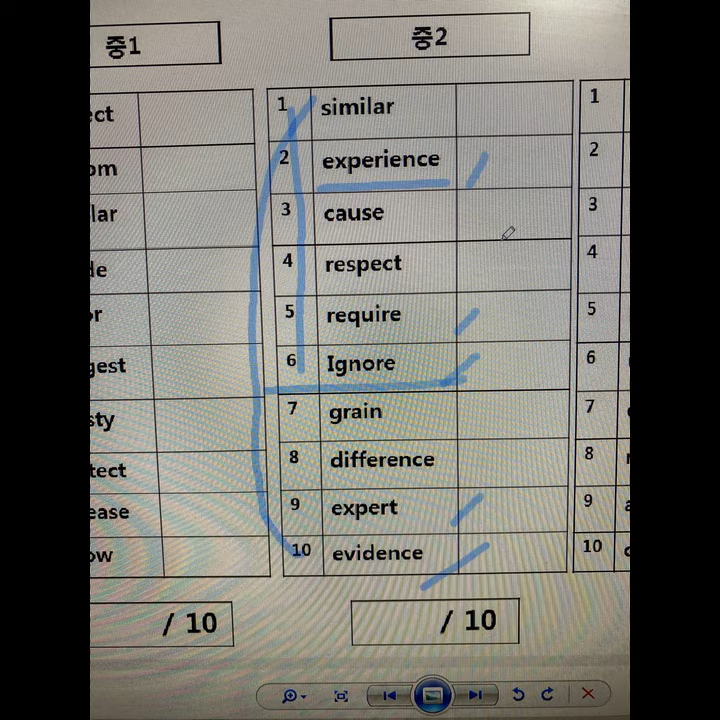 중1
중2
ect
om
lar
de
or
gest
sty
tect
ease
ow
/ 10
1 similar
2 experience
3 cause
4 respect
5 require
6 Ignore
7 grain
8 difference
9 expert
10 evidence
/ 10
1
2
3
4
5
6
7
8
9
10